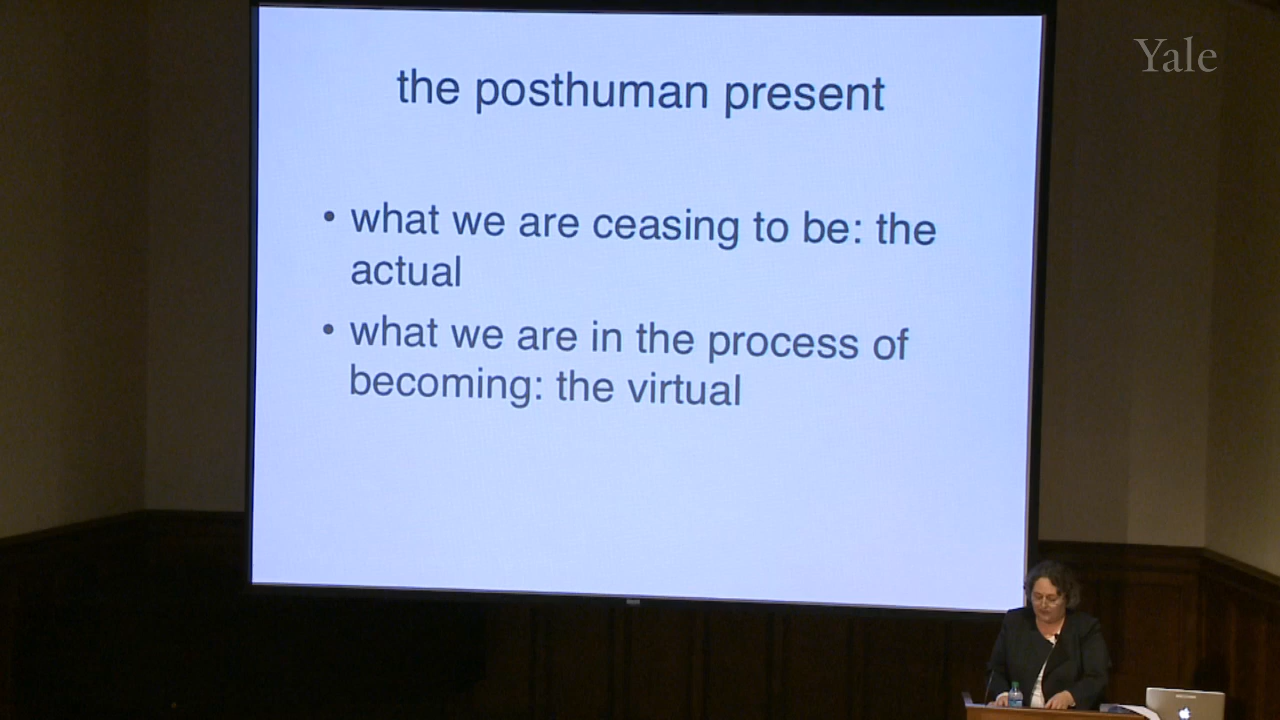 Yale
the posthuman present
• what we are ceasing to be: the
actual
• what we are in the process of
becoming: the virtual